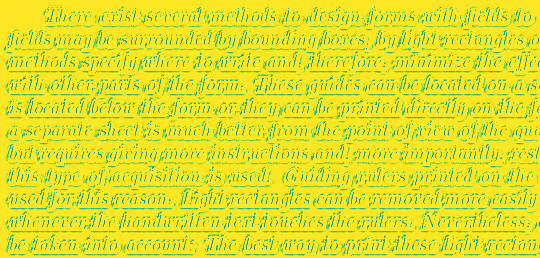 There exist several methods to design forms with fields to
fields may be surrounded by bounding boxes, by light rectangles o
methods specify where to write and, therefore, minimize the effec
with other parts of the form. These guides can be located on a s
is located below the form or they can be printed directly on the f
a separate sheet is much better from the point of view of the qua
but requires giving more instructions and, more importantly, rest
this type of acquisition is used. Guiding rulers printed on the
used for this reason. Light rectangles can be removed more easily
whenever the handwritten text touches the rulers. Nevertheless,
be taken into account: The best way to print these light rectan